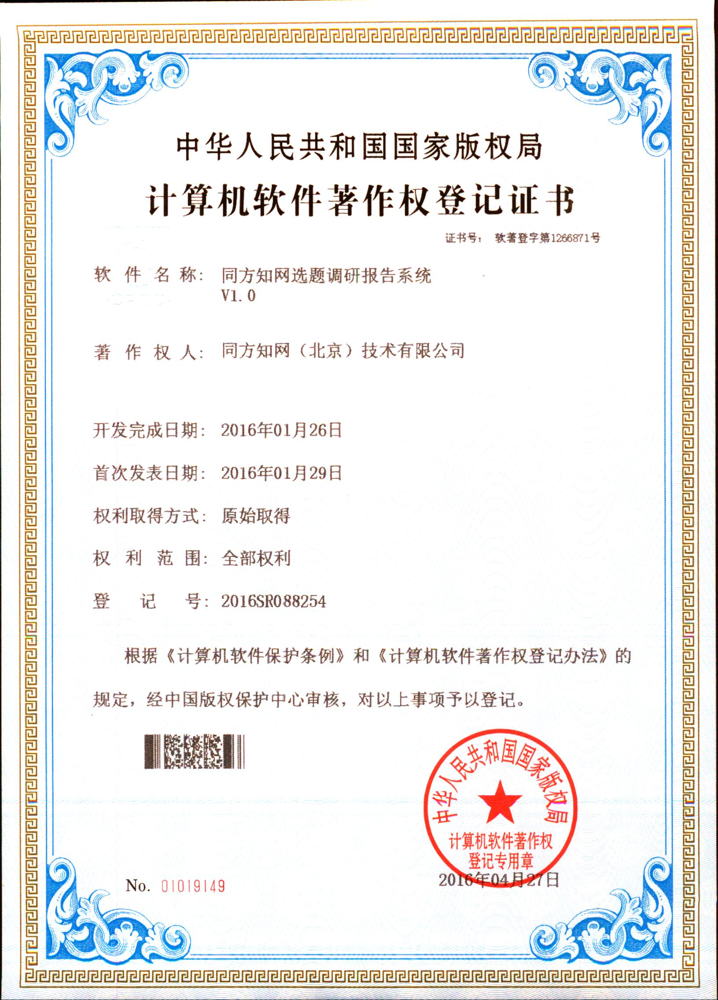 中华人民共和国国家版权局
计算机软件著作权登记证书
证书号： 软著登字第1266871号
软件名称： 同方知网选题调研报告系统
V1.0
著作权人： 同方知网（北京）技术有限公司
开发完成日期： 2016年01月26日
首次发表日期： 2016年01月29日
权利取得方式： 原始取得
权利范围： 全部权利
登记号： 2016SR088254
根据《计算机软件保护条例》和《计算机软件著作权登记办法》的
规定，经中国版权保护中心审核，对以上事项予以登记。
中华人民共和国国家版权局
计算机软件著作权
登记专用章
2016年04月27日
No. 01019149